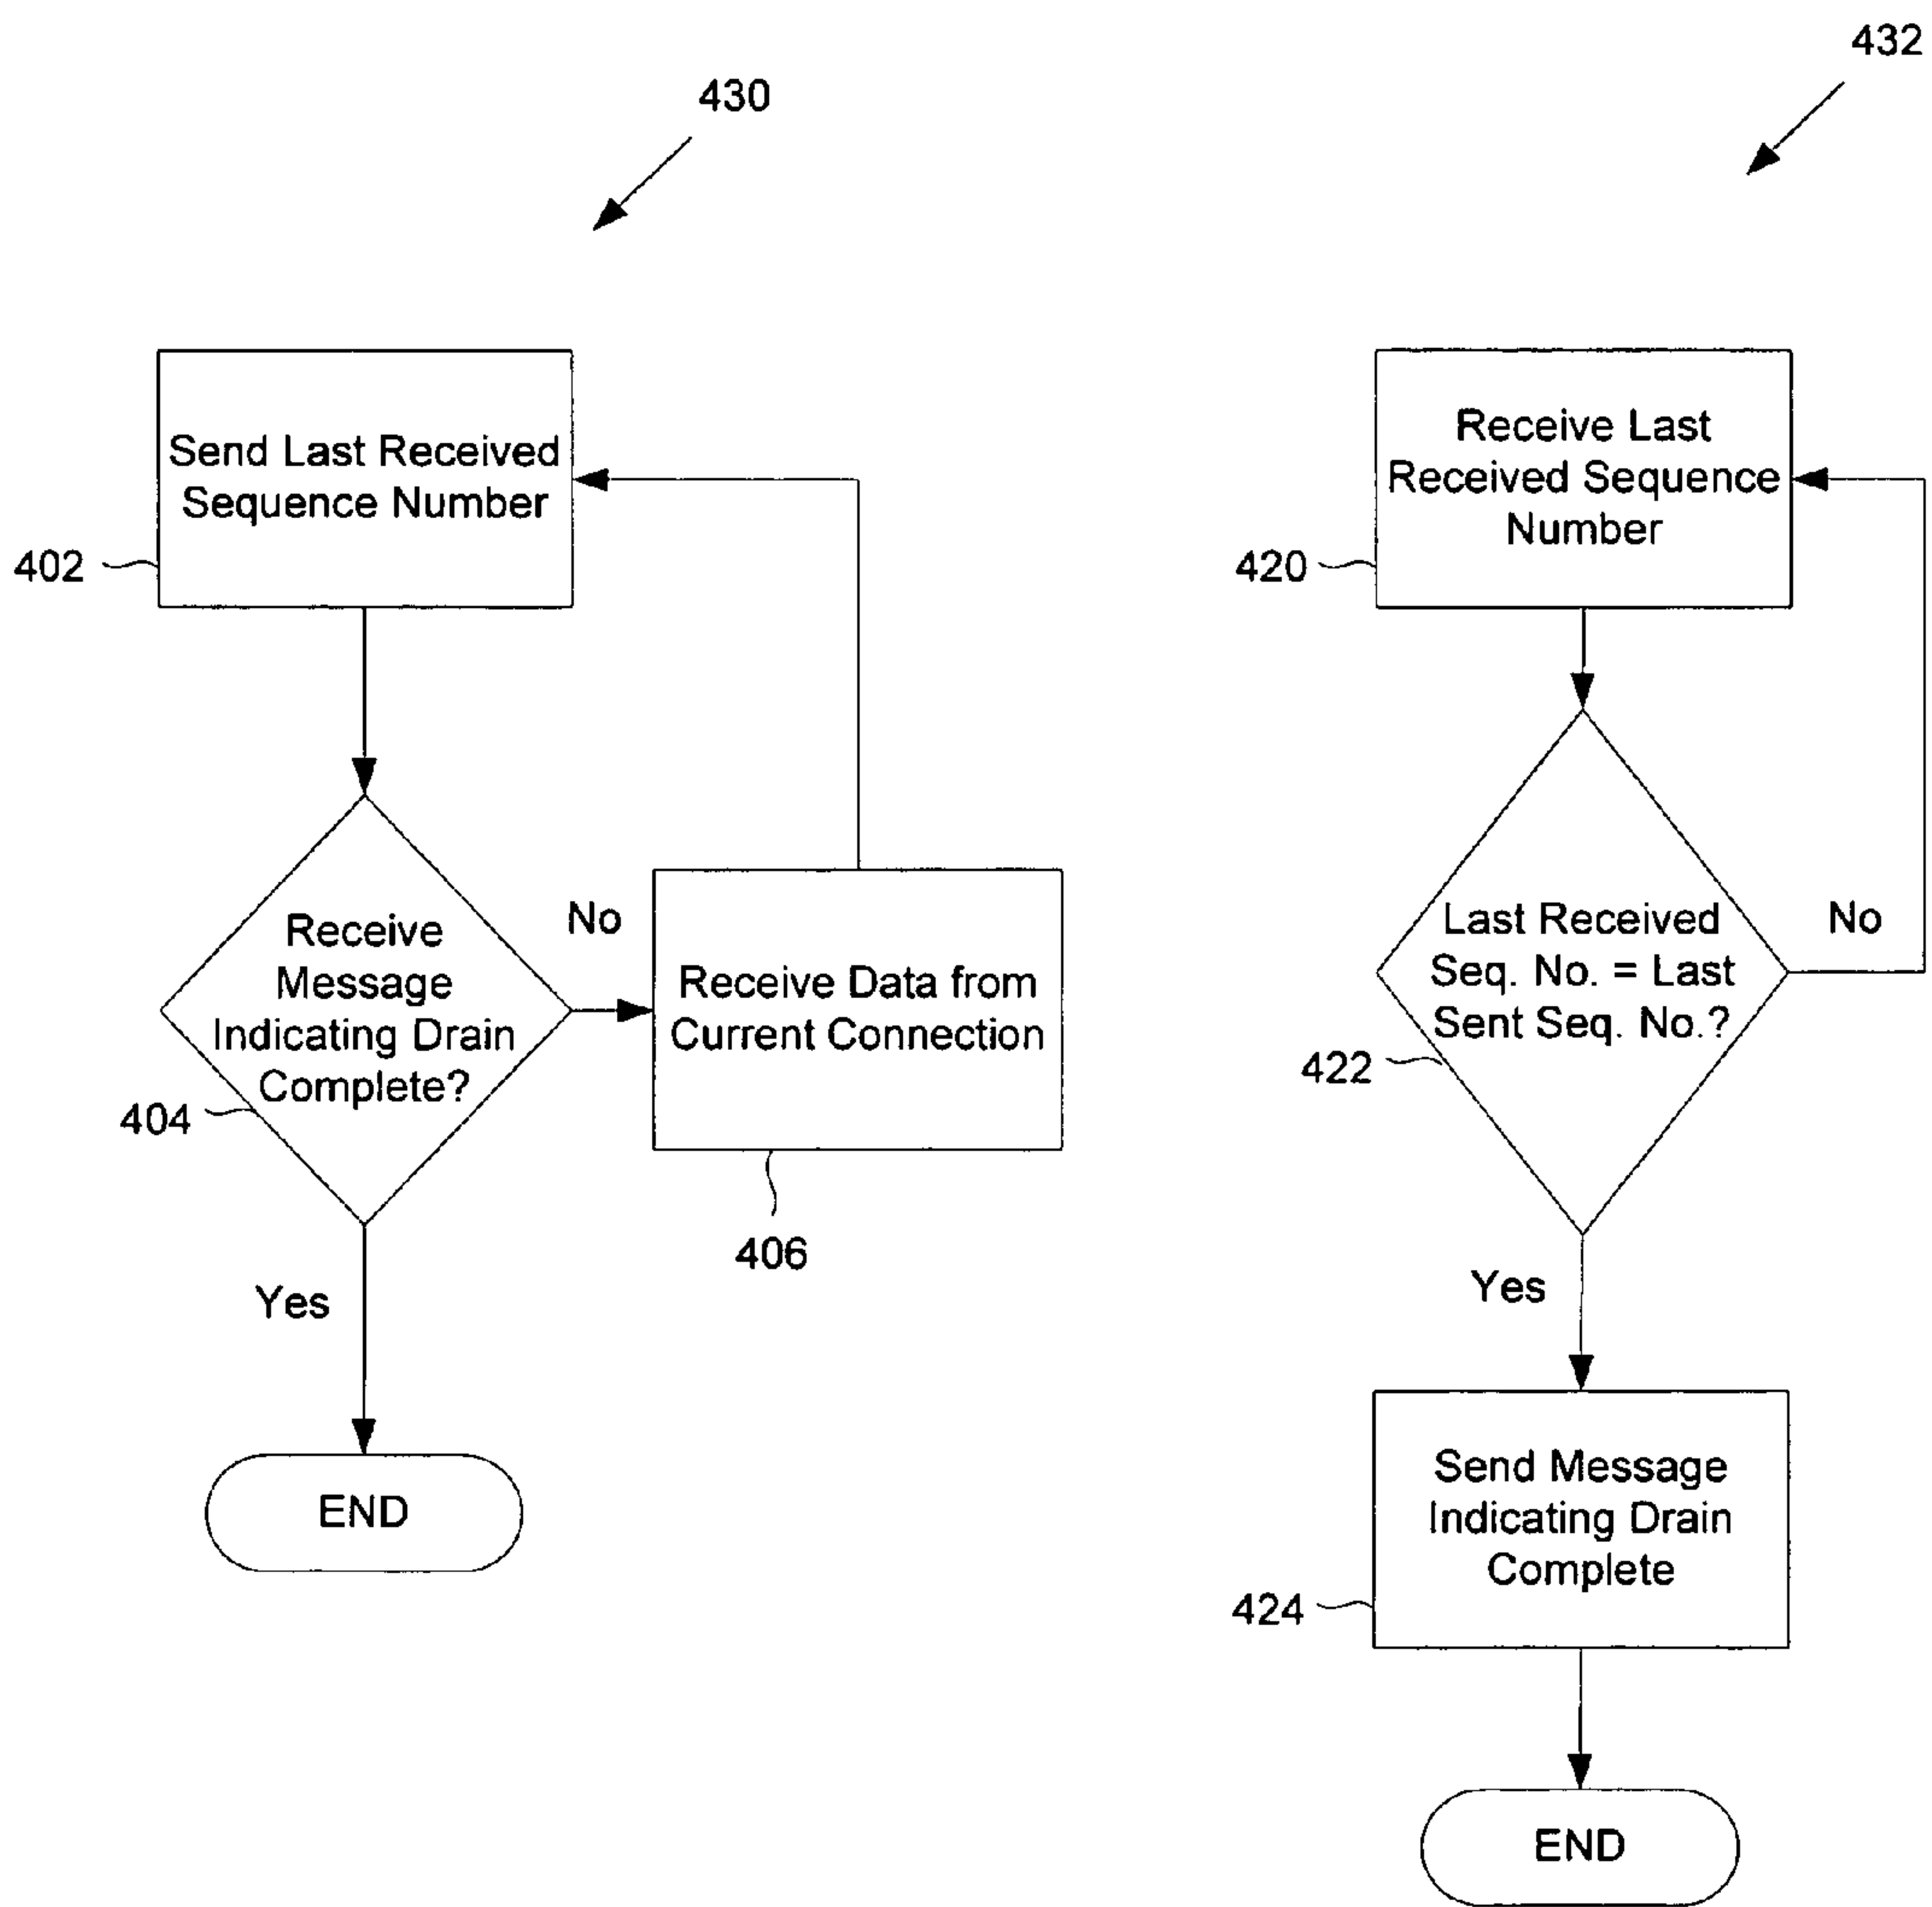 430
Send Last Received
Sequence Number
402
Receive
Message
Indicating Drain
Complete?
404
No
Receive Data from
Current Connection
406
Yes
END
432
Receive Last
Received Sequence
Number
420
Last Received
Seq. No. = Last
Sent Seq. No.?
422
No
Yes
Send Message
Indicating Drain
Complete
424
END